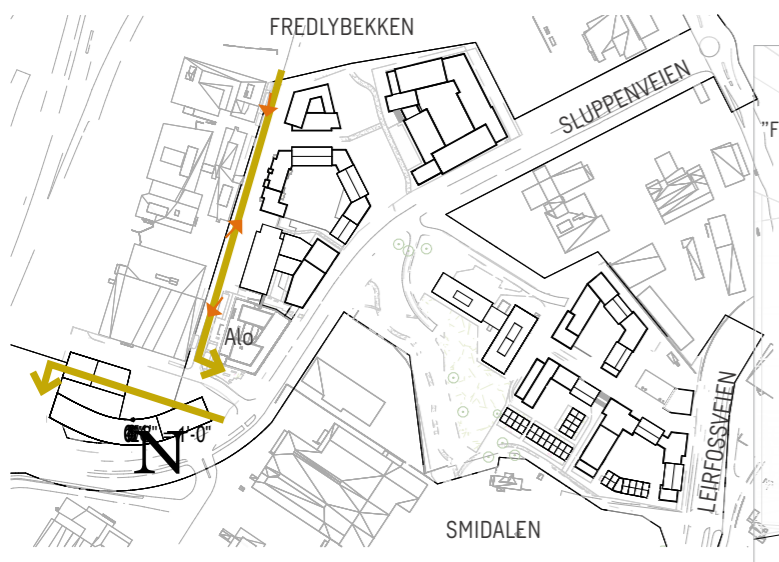 FREDLYBEKKEN
SLUPPENVEIEN
"F
Alo
N
LEIRFOSSVEIEN
SMIDALEN